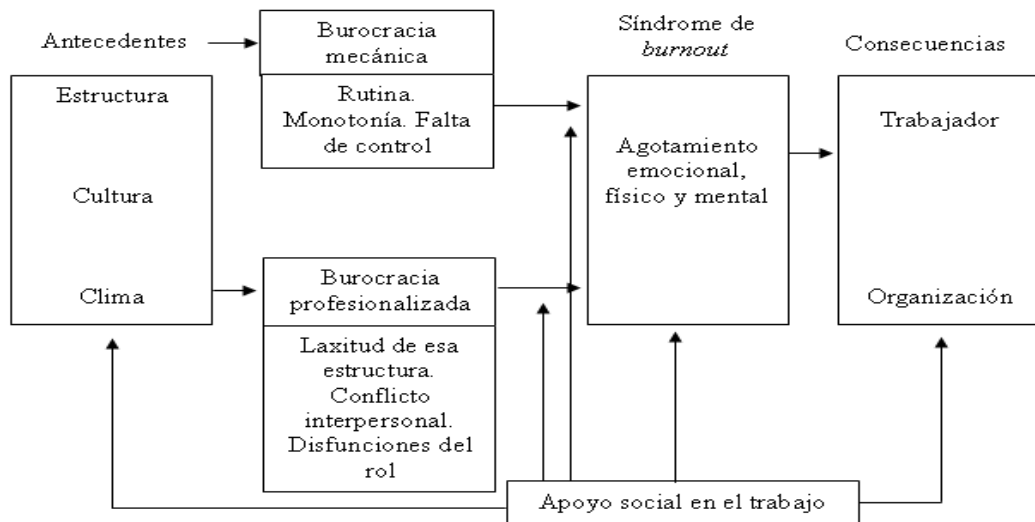 Antecedentes
Estructura
Cultura
Clima
Burocracia
mecánica
Rutina.
Monotonía. Falta
de control
Burocracia
profesionalizada
Laxitud de esa
estructura.
Conflicto
interpersonal.
Disfunciones del
rol
Síndrome de
burnout
Agotamiento
emocional,
físico y mental
Consecuencias
Trabajador
Organización
Apoyo social en el trabajo